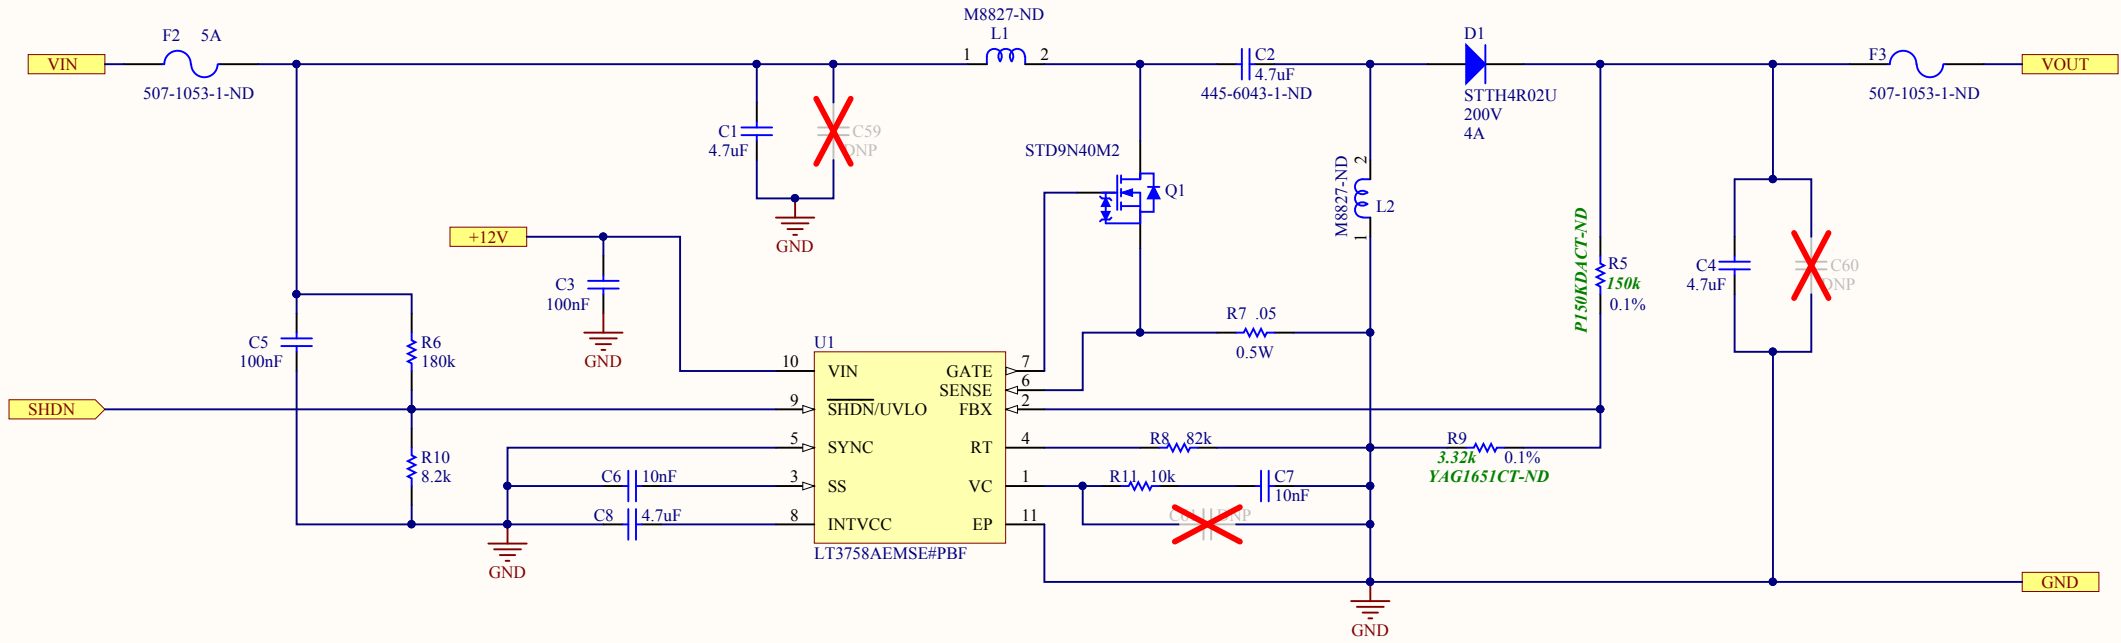 M8827-ND
F2 5A
L1
D1
VIN
1
2
C2
4.7uF
F3
VOUT
507-1053-1-ND
445-6043-1-ND
STTH4R02U
200V
4A
507-1053-1-ND
C1
4.7uF
C59
DNP
STD9N40M2
Q1
M8827-ND
2
L2
1
+12V
GND
C3
100nF
GND
P150KDACT-ND
R5
150k
0.1%
C4
4.7uF
C60
DNP
R7 .05
0.5W
C5
100nF
R6
180k
U1
10
VIN
GATE
7
SENSE
6
SHDN
9
SHDN/UVLO
FBX
2
5
SYNC
RT
4
R8 82k
R9
3.32k
0.1%
YAG1651CT-ND
R10
8.2k
C6
10nF
3
SS
VC
1
R11 10k
C7
10nF
C8
4.7uF
8
INTVCC
EP
11
DNP
LT3758AEMSE#PBF
GND
GND
GND